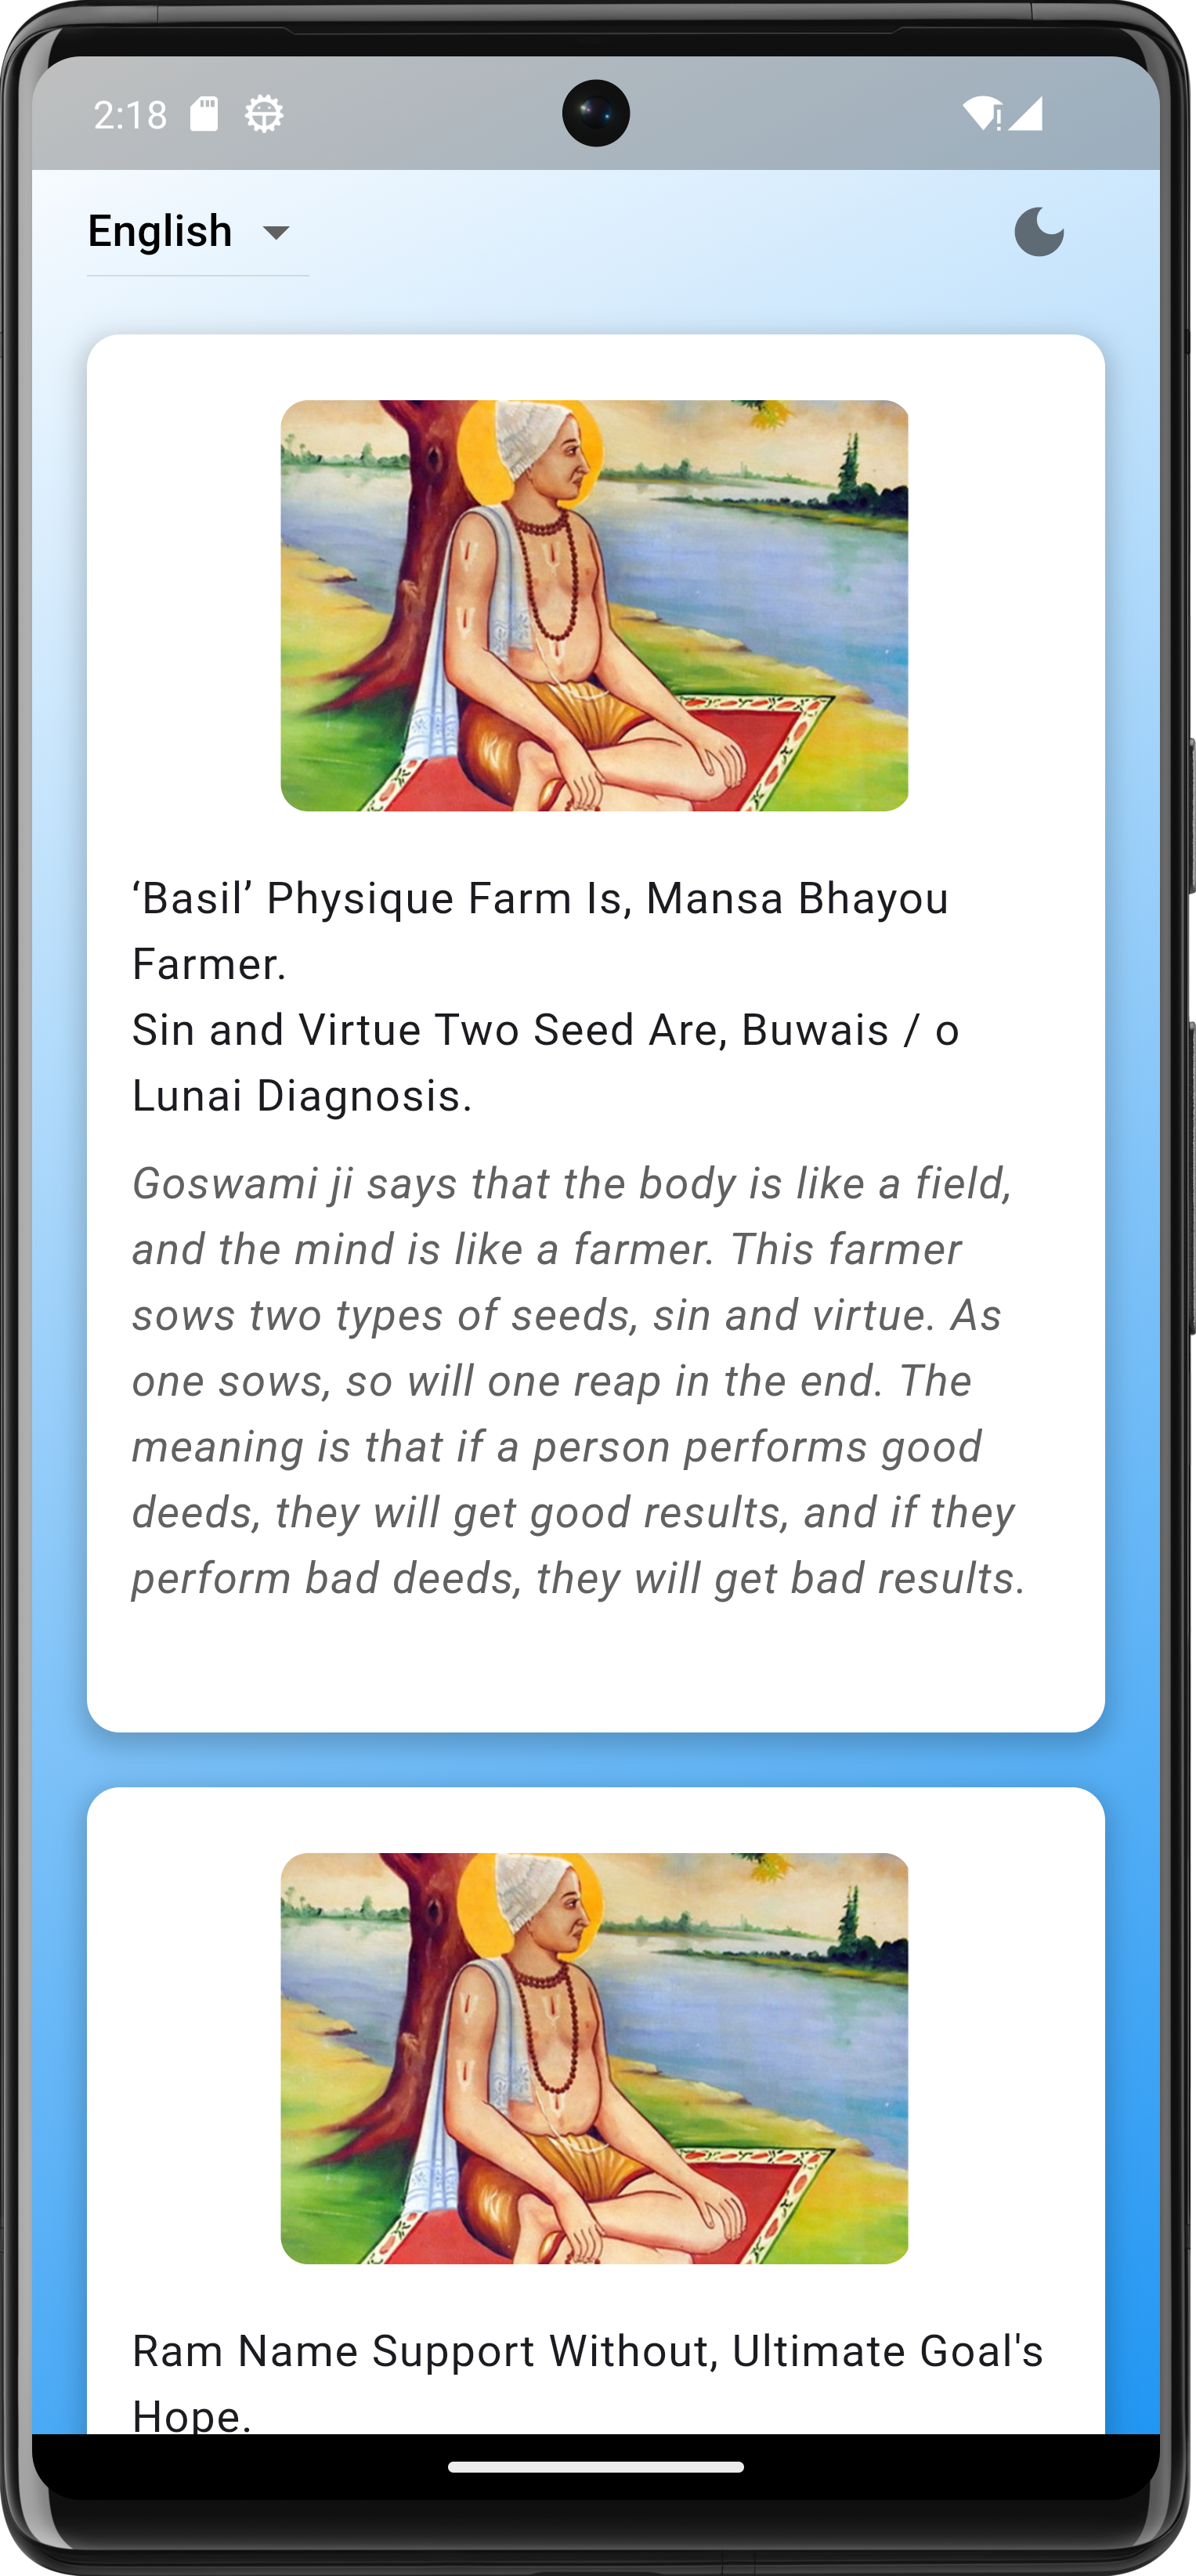 2:18
English
‘Basil’ Physique Farm Is, Mansa Bhayou
Farmer.
Sin and Virtue Two Seed Are, Buwais / o
Lunai Diagnosis.
Goswami ji says that the body is like a field,
and the mind is like a farmer. This farmer
sows two types of seeds, sin and virtue. As
one sows, so will one reap in the end. The
meaning is that if a person performs good
deeds, they will get good results, and if they
perform bad deeds, they will get bad results.
Ram Name Support Without, Ultimate Goal's
Hope.